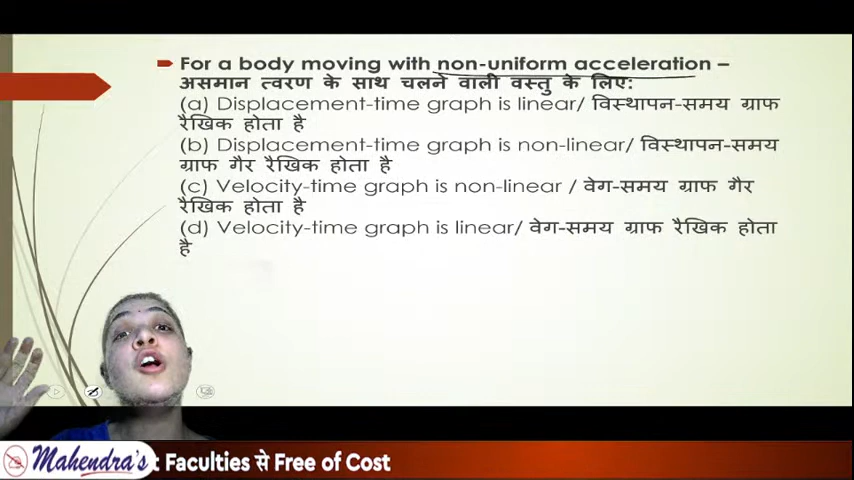 For a body moving with non-uniform acceleration –
असमान त्वरण के साथ चलने वाली वस्तु के लिए:
(a) Displacement-time graph is linear/ विस्थापन-समय ग्राफ
रैखिक होता है
(b) Displacement-time graph is non-linear/ विस्थापन-समय
ग्राफ गैर रैखिक होता है
(c) Velocity-time graph is non-linear / वेग-समय ग्राफ गैर
रैखिक होता है
(d) Velocity-time graph is linear/ वेग-समय ग्राफ रैखिक होता
है
Mahendra's t Faculties से Free of Cost